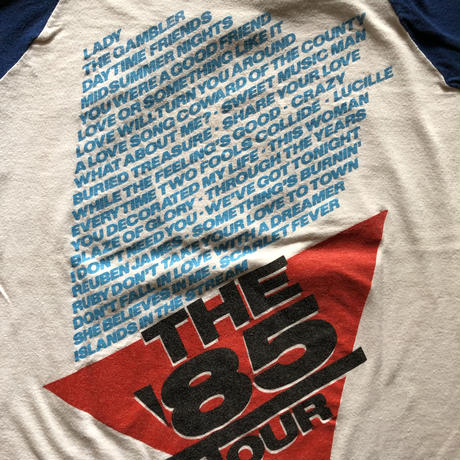 LADY
THE GAMBLER
DAYTIME FRIENDS
MIDSUMMER NIGHTS
YOU WERE A GOOD FRIEND
LOVE OR SOMETHING LIKE IT
LOVE WILL TURN YOU AROUND
A LOVE SONG COWARD OF THE COUNTY
WHAT ABOUT ME? · SWEET MUSIC MAN
BURIED TREASURE · SHARE YOUR LOVE
WHILE THE FEELING'S GOOD · CRAZY
EVERY TIME TWO FOOLS COLLIDE · LUCILLE
YOU DECORATED MY LIFE · THIS WOMAN
BLAZE OF GLORY · THROUGH THE YEARS
I DON'T NEED YOU · WE'VE GOT TONIGHT
REUBEN JAMES · SOMETHING'S BURNIN'
RUBY DON'T TAKE YOUR LOVE TO TOWN
DON'T FALL IN LOVE WITH A DREAMER
SHE BELIEVES IN ME · SCARLET FEVER
ISLANDS IN THE STREAM
THE
'85
TOUR